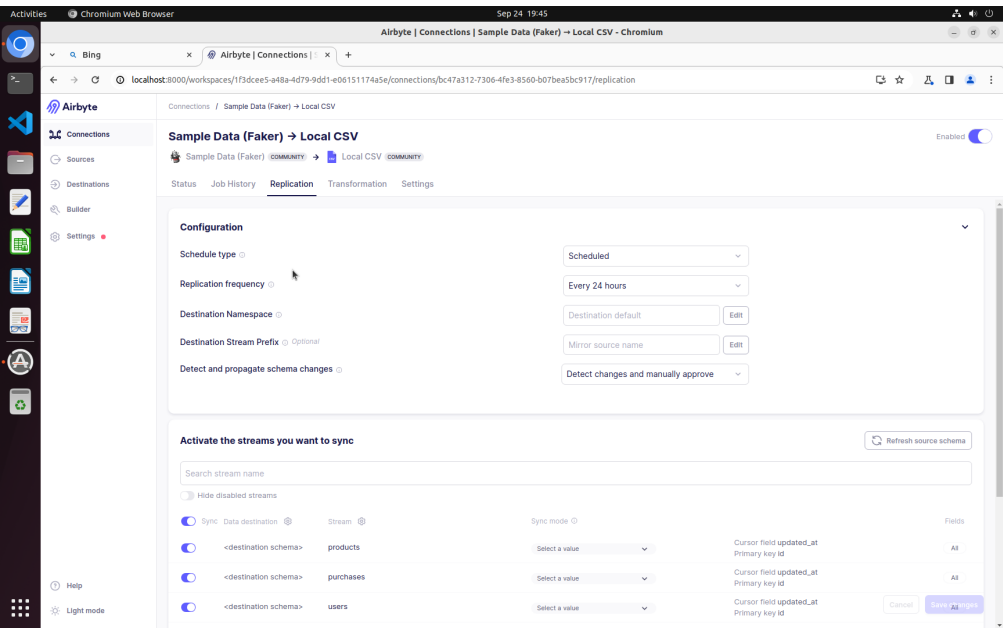 Activities Chromium Web Browser Sep 24 19:45
Airbyte | Connections | Sample Data (Faker) → Local CSV - Chromium
Bing × Airbyte | Connections | S × +
localhost:8000/workspaces/1f3dcee5-a48a-4d79-9dd1-e06151174a5e/connections/bc47a312-7306-4fe3-8560-b07bea5bc917/replication
Airbyte
Connections
Sources
Destinations
Builder
Settings
Help
Light mode
Connections / Sample Data (Faker) → Local CSV
Sample Data (Faker) → Local CSV
Enabled
Sample Data (Faker) COMMUNITY → Local CSV COMMUNITY
Status Job History Replication Transformation Settings
Configuration
Schedule type Scheduled
Replication frequency Every 24 hours
Destination Namespace Destination default Edit
Destination Stream Prefix Optional Mirror source name Edit
Detect and propagate schema changes Detect changes and manually approve
Activate the streams you want to sync Refresh source schema
Search stream name
Hide disabled streams
Sync Data destination Stream Sync mode Fields
<destination schema> products Select a value Cursor field updated_at Primary key id All
<destination schema> purchases Select a value Cursor field updated_at Primary key id All
<destination schema> users Select a value Cursor field updated_at Primary key id All
Cancel Save changes